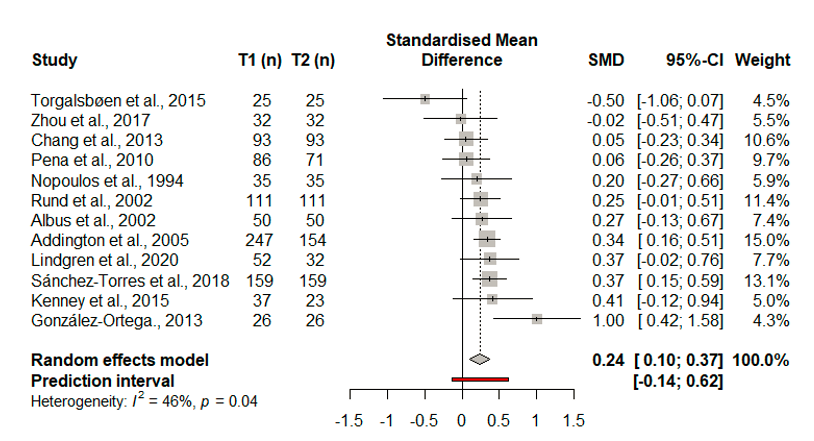 Standardised Mean
Study T1 (n) T2 (n) Difference SMD 95%-CI Weight
Torgalsbøen et al., 2015 25 25 -0.50 [-1.06; 0.07] 4.5%
Zhou et al., 2017 32 32 -0.02 [-0.51; 0.47] 5.5%
Chang et al., 2013 93 93 0.05 [-0.23; 0.34] 10.6%
Pena et al., 2010 86 71 0.06 [-0.26; 0.37] 9.7%
Nopoulos et al., 1994 35 35 0.20 [-0.27; 0.66] 5.9%
Rund et al., 2002 111 111 0.25 [-0.01; 0.51] 11.4%
Albus et al., 2002 50 50 0.27 [-0.13; 0.67] 7.4%
Addington et al., 2005 247 154 0.34 [ 0.16; 0.51] 15.0%
Lindgren et al., 2020 52 32 0.37 [-0.02; 0.76] 7.7%
Sánchez-Torres et al., 2018 159 159 0.37 [ 0.15; 0.59] 13.1%
Kenney et al., 2015 37 23 0.41 [-0.12; 0.94] 5.0%
González-Ortega., 2013 26 26 1.00 [ 0.42; 1.58] 4.3%
Random effects model 0.24 [ 0.10; 0.37] 100.0%
Prediction interval [-0.14; 0.62]
Heterogeneity: I² = 46%, p = 0.04
-1.5 -1 -0.5 0 0.5 1 1.5